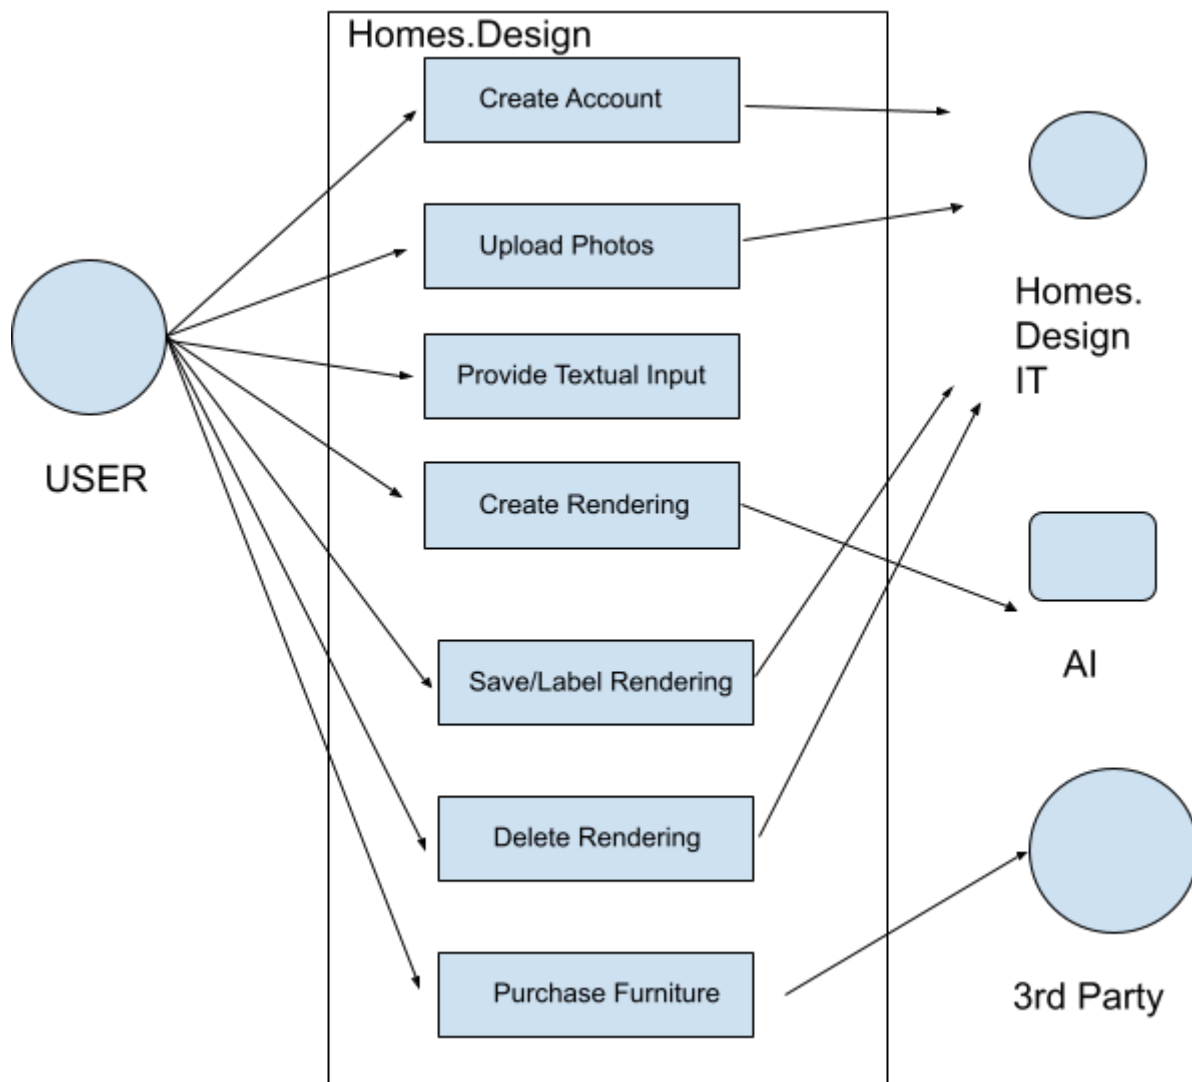 Homes.Design
Create Account
Upload Photos
Homes.
Design
IT
Provide Textual Input
USER
Create Rendering
AI
Save/Label Rendering
Delete Rendering
Purchase Furniture
3rd Party